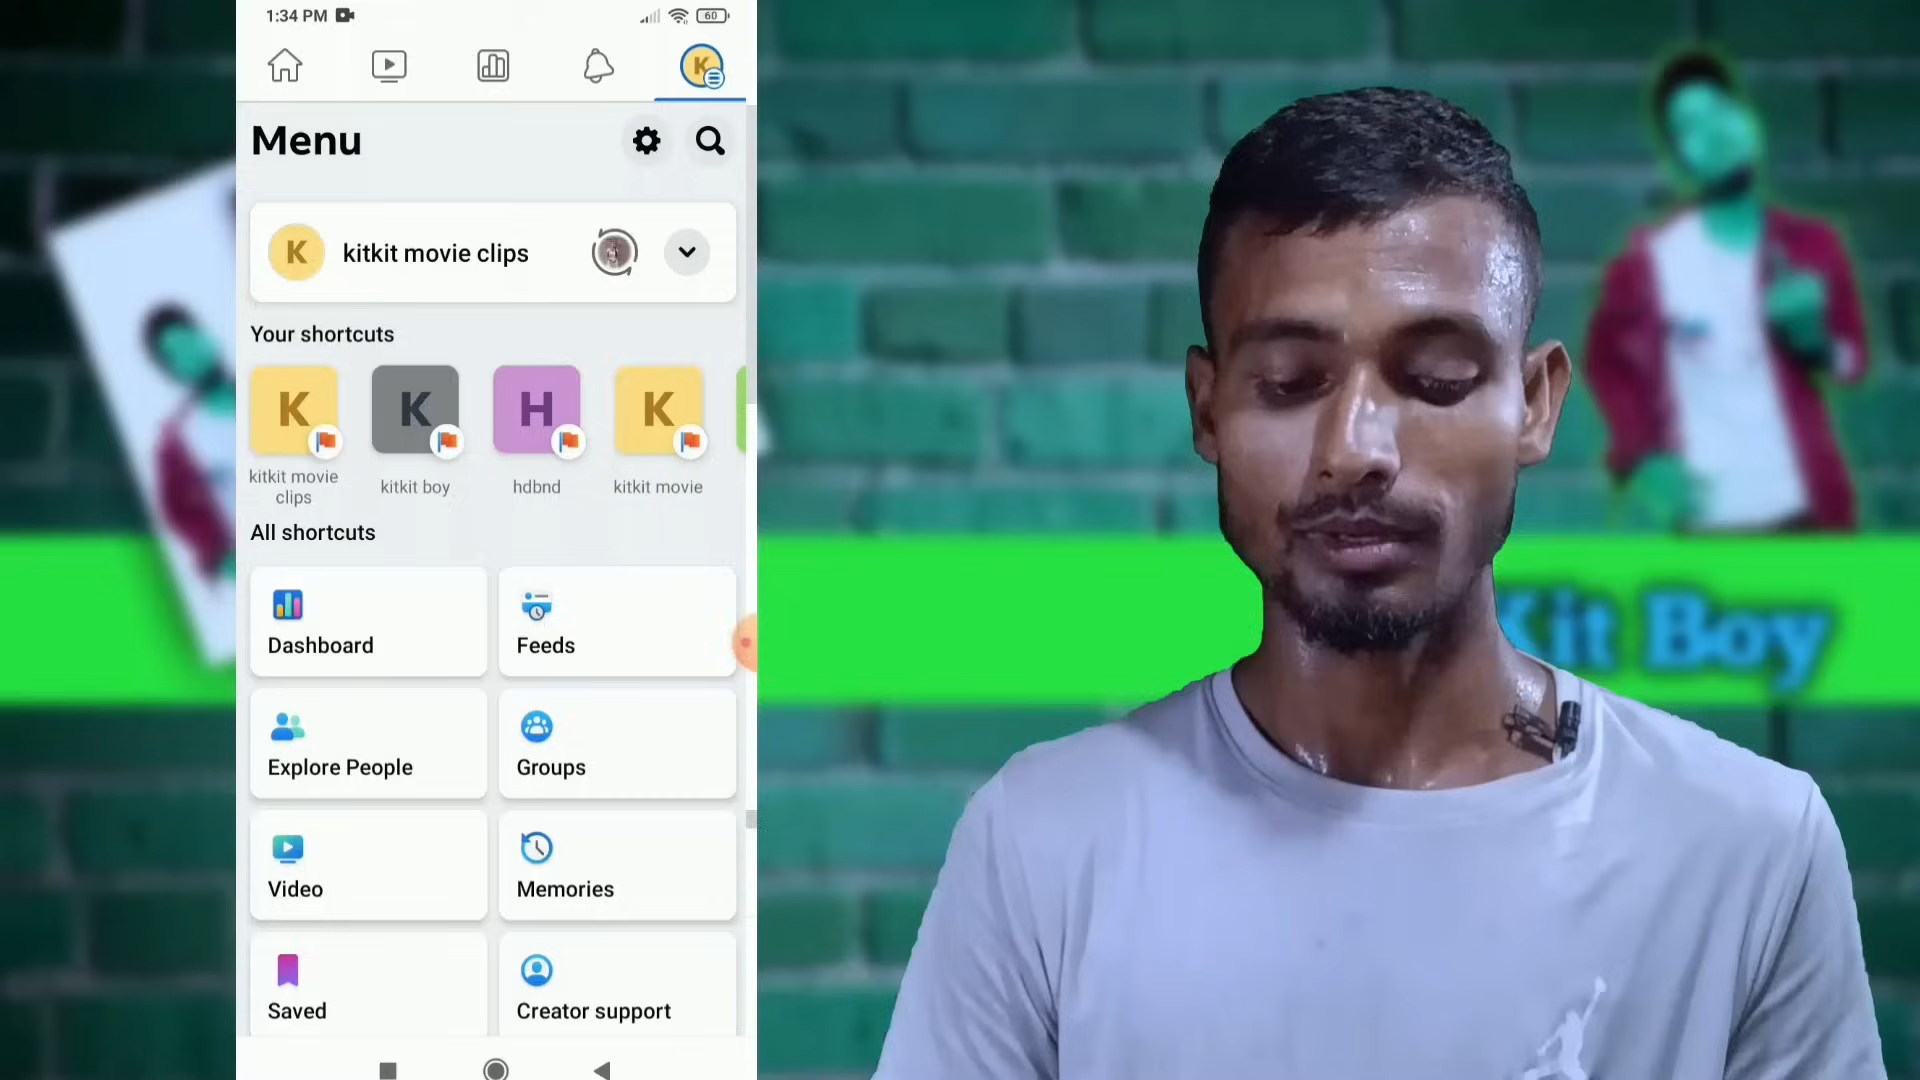 1:34 PM
60
K
Menu
K
kitkit movie clips
Your shortcuts
K
K
H
K
kitkit movie
clips
kitkit boy
hdbnd
kitkit movie
All shortcuts
Dashboard
Feeds
Explore People
Groups
Video
Memories
Saved
Creator support
Kit Boy